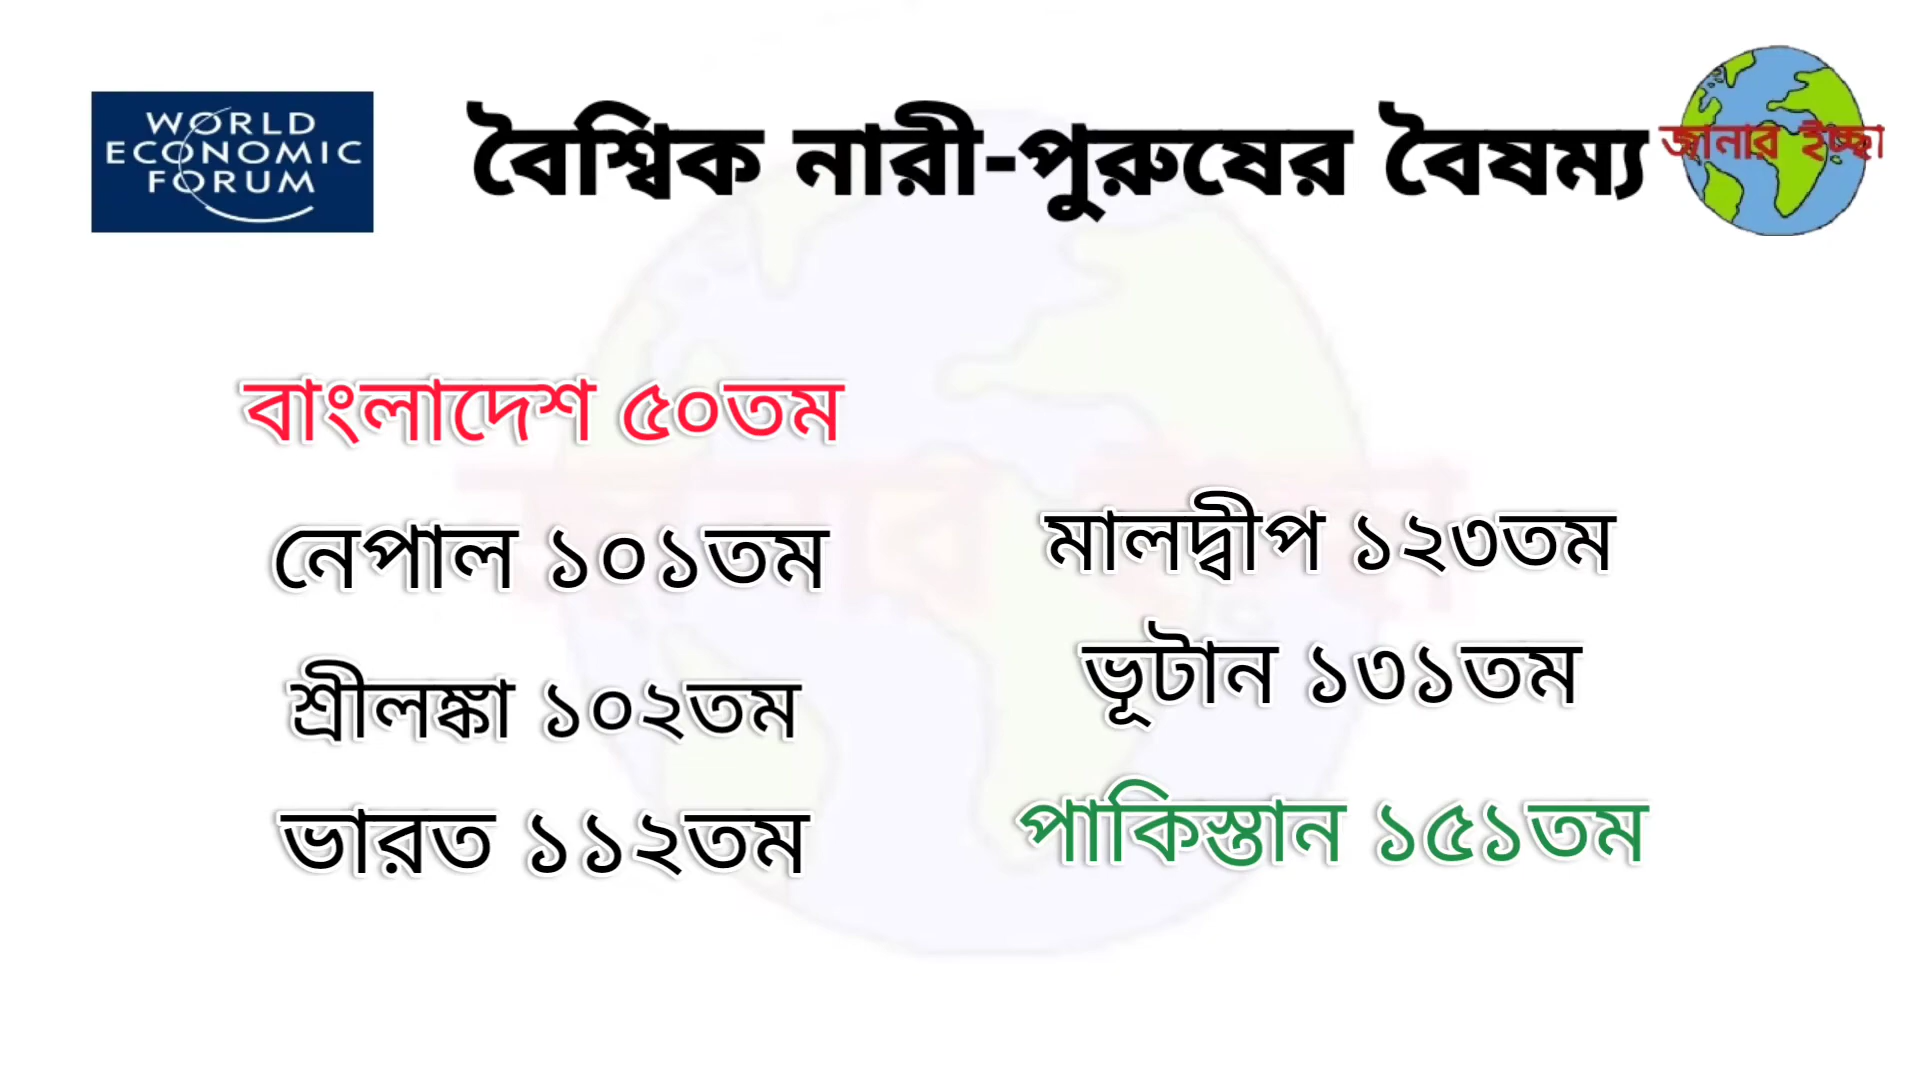 WORLD
ECONOMIC
FORUM
বৈশ্বিক নারী-পুরুষের বৈষম্য
জানার ইচ্ছা
বাংলাদেশ ৫০তম
নেপাল ১০১তম
শ্রীলঙ্কা ১০২তম
ভারত ১১২তম
মালদ্বীপ ১২৩তম
ভূটান ১৩১তম
পাকিস্তান ১৫১তম